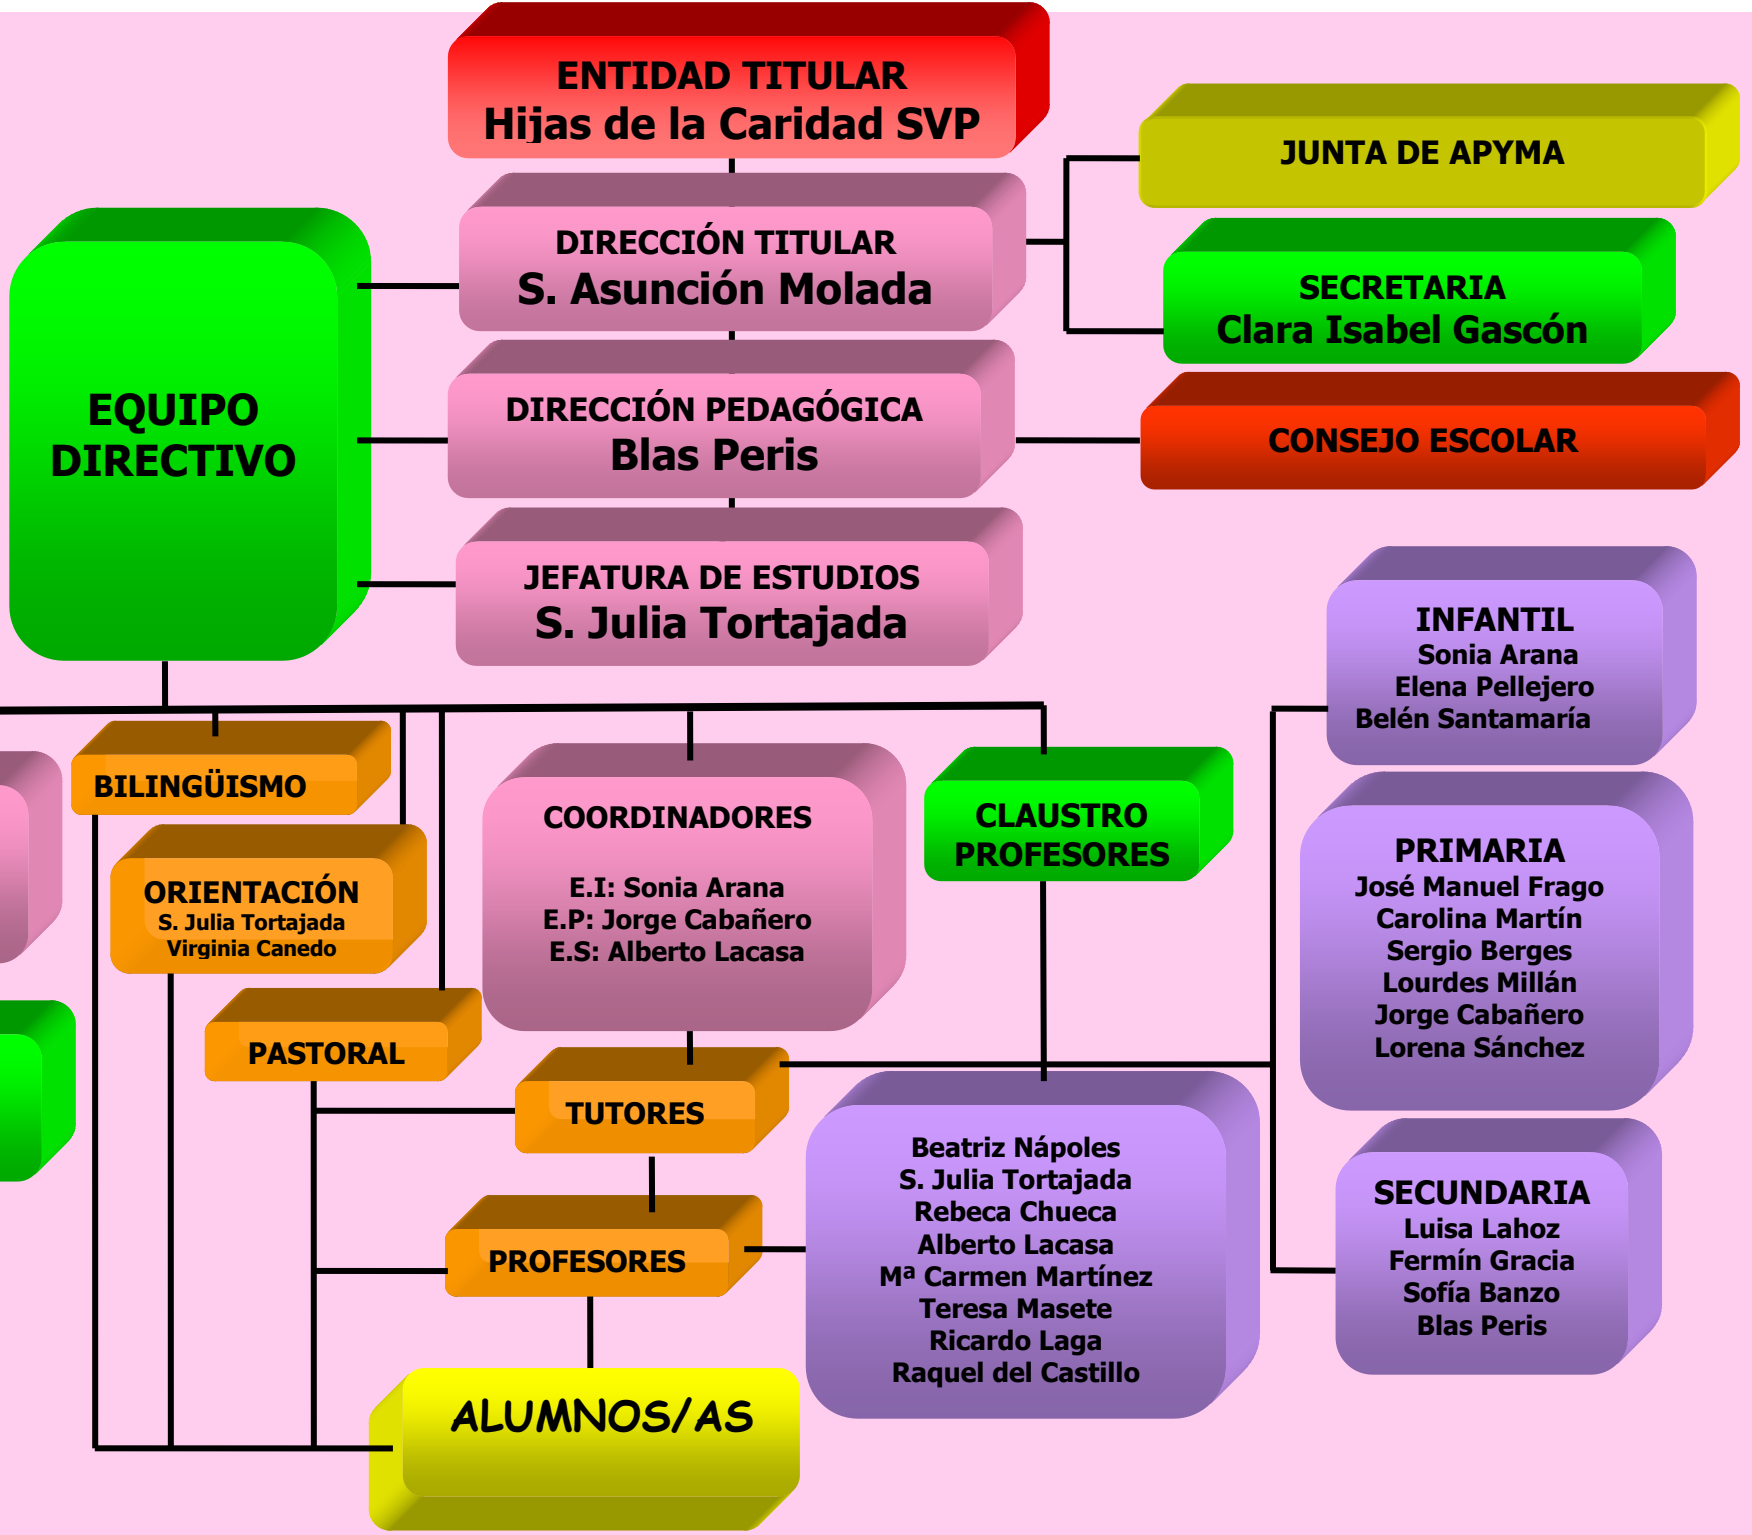 ENTIDAD TITULAR
Hijas de la Caridad SVP
JUNTA DE APYMA
DIRECCIÓN TITULAR
S. Asunción Molada
SECRETARIA
Clara Isabel Gascón
EQUIPO
DIRECTIVO
DIRECCIÓN PEDAGÓGICA
Blas Peris
CONSEJO ESCOLAR
JEFATURA DE ESTUDIOS
S. Julia Tortajada
INFANTIL
Sonia Arana
Elena Pellejero
Belén Santamaría
BILINGÜISMO
ORIENTACIÓN
S. Julia Tortajada
Virginia Canedo
PASTORAL
COORDINADORES
E.I: Sonia Arana
E.P: Jorge Cabañero
E.S: Alberto Lacasa
CLAUSTRO
PROFESORES
PRIMARIA
José Manuel Frago
Carolina Martín
Sergio Berges
Lourdes Millán
Jorge Cabañero
Lorena Sánchez
TUTORES
PROFESORES
Beatriz Nápoles
S. Julia Tortajada
Rebeca Chueca
Alberto Lacasa
Mª Carmen Martínez
Teresa Masete
Ricardo Laga
Raquel del Castillo
SECUNDARIA
Luisa Lahoz
Fermín Gracia
Sofía Banzo
Blas Peris
ALUMNOS/AS